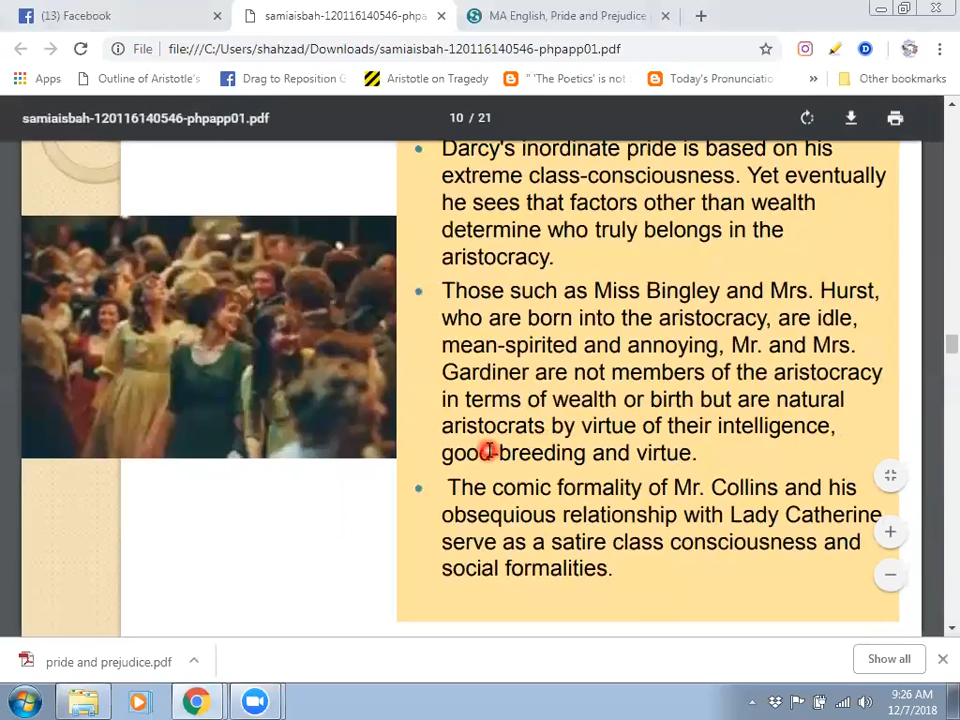 (13) Facebook
samiaisbah-120116140546-phpa
MA English, Pride and Prejudice
File
file:///C:/Users/shahzad/Downloads/samiaisbah-120116140546-phpapp01.pdf
Apps
Outline of Aristotle's
Drag to Reposition
Aristotle on Tragedy
" 'The Poetics' is not
Today's Pronunciatio
»
Other bookmarks
samiaisbah-120116140546-phpapp01.pdf
10 / 21
Darcy's inordinate pride is based on his
extreme class-consciousness. Yet eventually
he sees that factors other than wealth
determine who truly belongs in the
aristocracy.
• Those such as Miss Bingley and Mrs. Hurst,
who are born into the aristocracy, are idle,
mean-spirited and annoying, Mr. and Mrs.
Gardiner are not members of the aristocracy
in terms of wealth or birth but are natural
aristocrats by virtue of their intelligence,
good breeding and virtue.
• The comic formality of Mr. Collins and his
obsequious relationship with Lady Catherine
serve as a satire class consciousness and
social formalities.
pride and prejudice.pdf
Show all
9:26 AM
12/7/2018